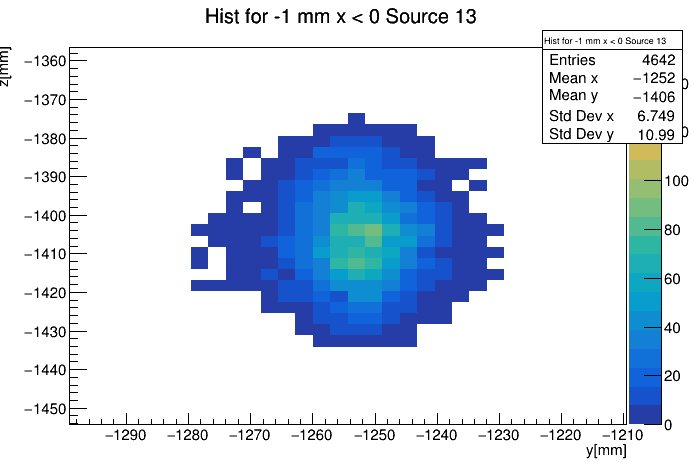 Hist for -1 mm x < 0 Source 13
z[mm]
Hist for -1 mm x < 0 Source 13
Entries 4642
Mean x −1252
Mean y −1406
Std Dev x 6.749
Std Dev y 10.99
−1360
−1370
−1380
−1390
−1400
−1410
−1420
−1430
−1440
−1450
100
80
60
40
20
0
−1290 −1280 −1270 −1260 −1250 −1240 −1230 −1220 −1210
y[mm]